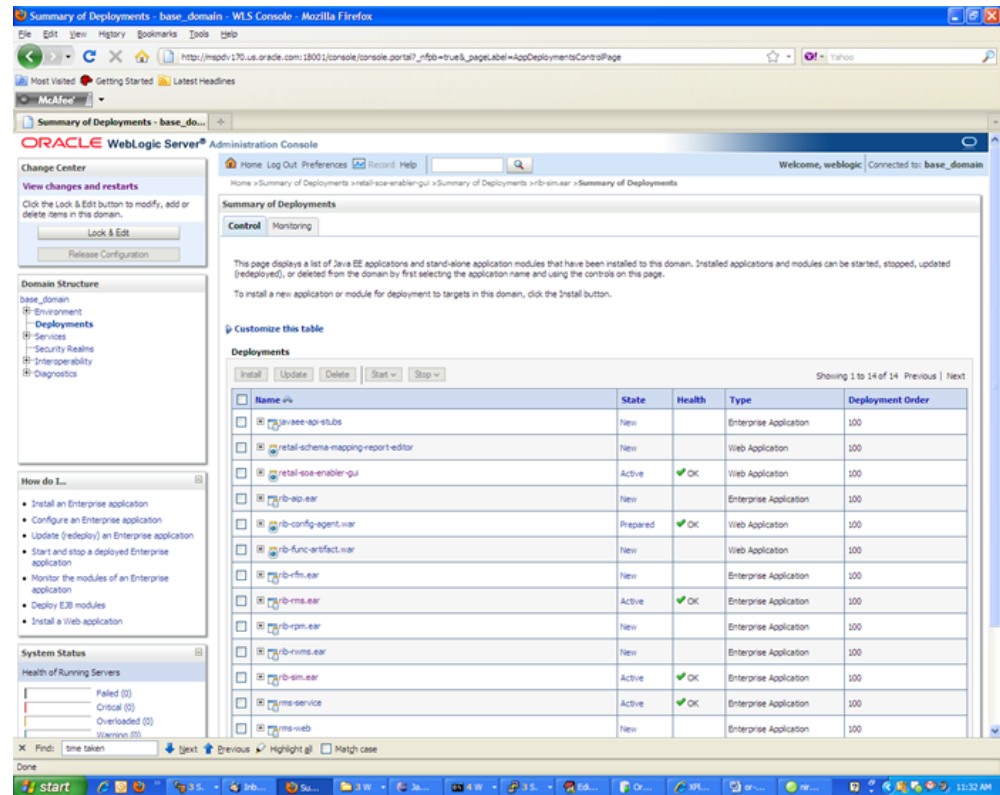 Summary of Deployments - base_domain - WLS Console - Mozilla Firefox
File Edit View History Bookmarks Tools Help
http://mspdv170.us.oracle.com:18001/console/console.portal?_nfpb=true&_pageLabel=AppDeploymentsControlPage
Yahoo
Most Visited Getting Started Latest Headlines
McAfee
Summary of Deployments - base_do...
ORACLE WebLogic Server® Administration Console
Change Center
View changes and restarts
Click the Lock & Edit button to modify, add or
delete items in this domain.
Lock & Edit
Release Configuration
Domain Structure
base_domain
Environment
Deployments
Services
Security Realms
Interoperability
Diagnostics
How do I...
Install an Enterprise application
Configure an Enterprise application
Update (redeploy) an Enterprise application
Start and stop a deployed Enterprise
application
Monitor the modules of an Enterprise
application
Deploy EJB modules
Install a Web application
System Status
Health of Running Servers
Failed (0)
Critical (0)
Overloaded (0)
Warning (0)
Home Log Out Preferences Record Help
Welcome, weblogic Connected to: base_domain
Home >Summary of Deployments >retail-soa-enabler-gui >Summary of Deployments >rib-sim.ear >Summary of Deployments
Summary of Deployments
Control Monitoring
This page displays a list of Java EE applications and stand-alone application modules that have been installed to this domain. Installed applications and modules can be started, stopped, updated
(redeployed), or deleted from the domain by first selecting the application name and using the controls on this page.
To install a new application or module for deployment to targets in this domain, click the Install button.
Customize this table
Deployments
Install Update Delete Start Stop
Showing 1 to 14 of 14 Previous | Next
Name State Health Type Deployment Order
javaee-api-stubs New Enterprise Application 100
retail-schema-mapping-report-editor New Web Application 100
retail-soa-enabler-gui Active OK Web Application 100
rib-aip.ear New Enterprise Application 100
rib-config-agent.war Prepared OK Web Application 100
rib-func-artifact.war New Web Application 100
rib-rfm.ear New Enterprise Application 100
rib-rms.ear Active OK Enterprise Application 100
rib-rpm.ear New Enterprise Application 100
rib-rwms.ear New Enterprise Application 100
rib-sim.ear Active OK Enterprise Application 100
rms-service Active OK Enterprise Application 100
rms-web New Enterprise Application 100
Find: time taken Next Previous Highlight all Match case
Done
start 3 S. Inb... Su... 3 W Ja... 4 W 3 S. Edi... Or... XPL... or-... nr... 11:32 AM